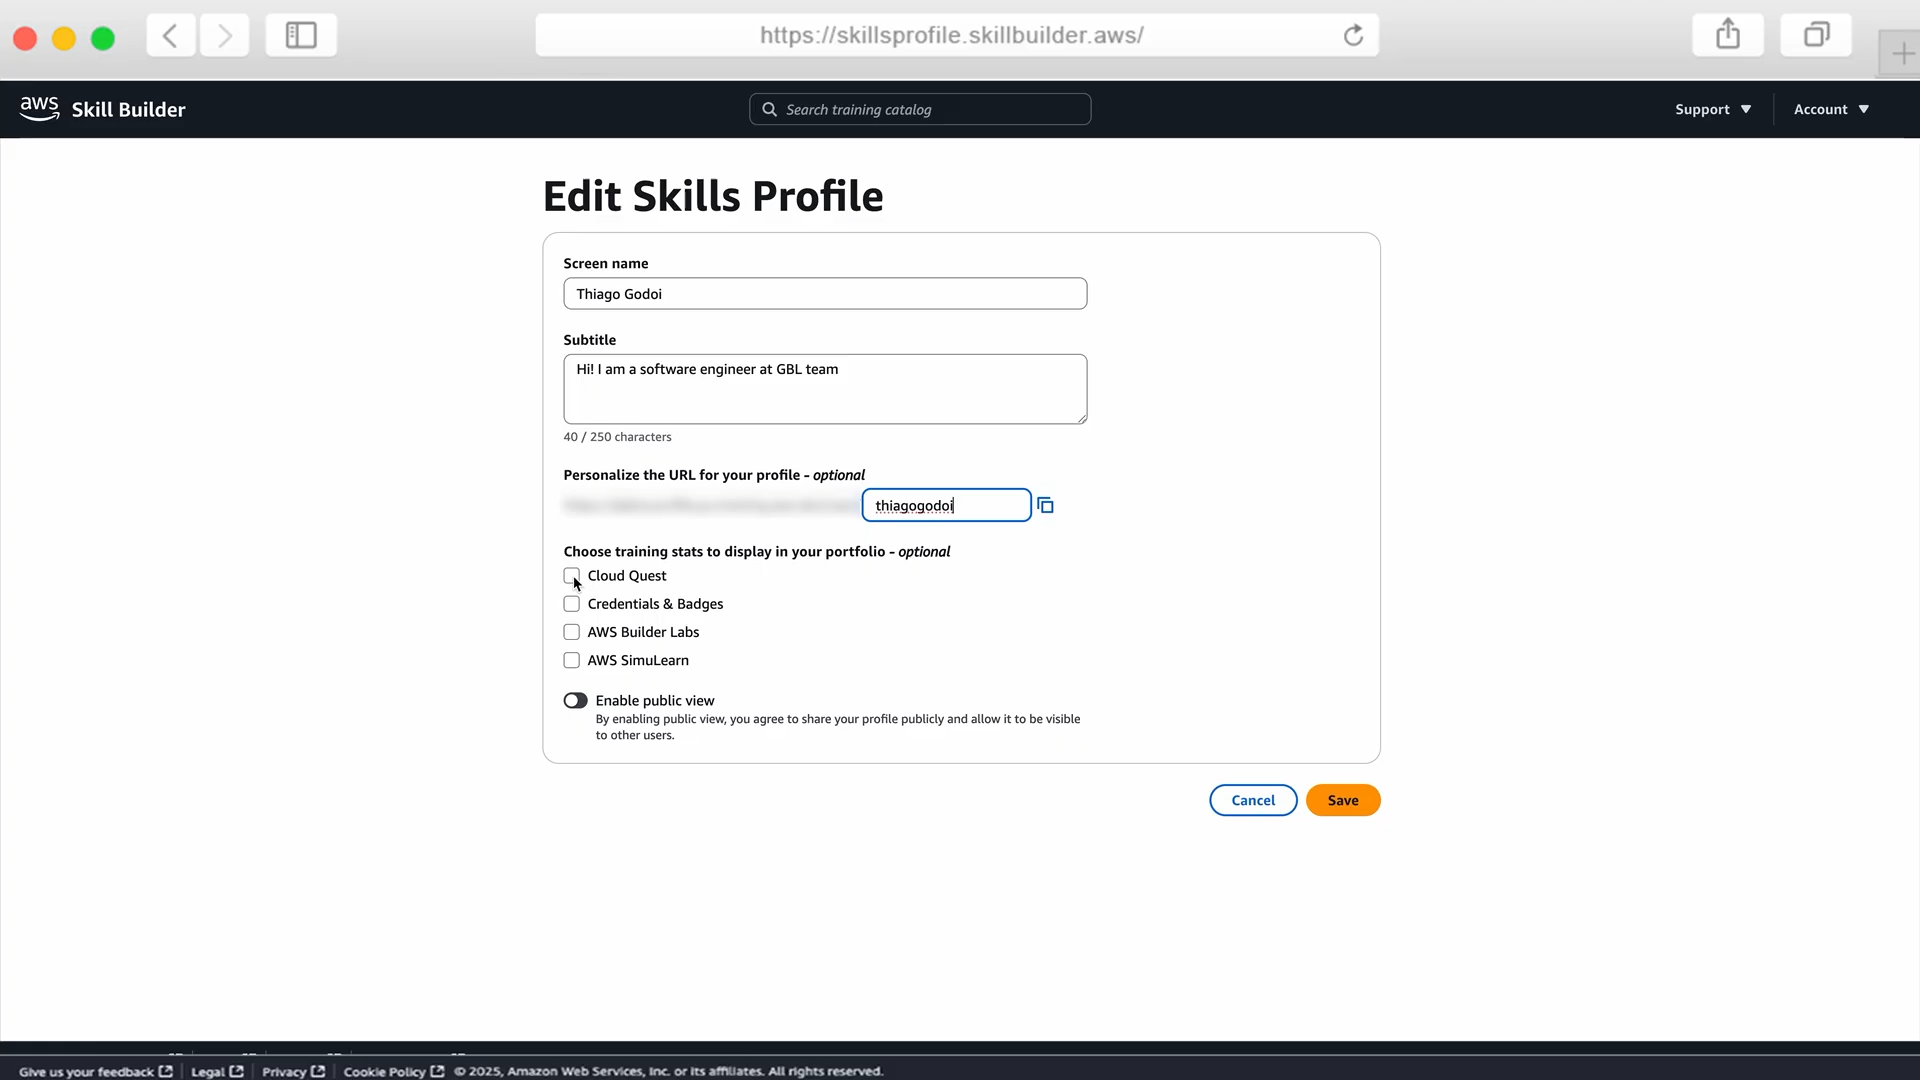 https://skillsprofile.skillbuilder.aws/
aws Skill Builder
Search training catalog
Support
Account
Edit Skills Profile
Screen name
Thiago Godoi
Subtitle
Hi! I am a software engineer at GBL team
40 / 250 characters
Personalize the URL for your profile - optional
thiagogodoi
Choose training stats to display in your portfolio - optional
Cloud Quest
Credentials & Badges
AWS Builder Labs
AWS SimuLearn
Enable public view
By enabling public view, you agree to share your profile publicly and allow it to be visible
to other users.
Cancel
Save
Give us your feedback
Legal
Privacy
Cookie Policy
© 2025, Amazon Web Services, Inc. or its affiliates. All rights reserved.